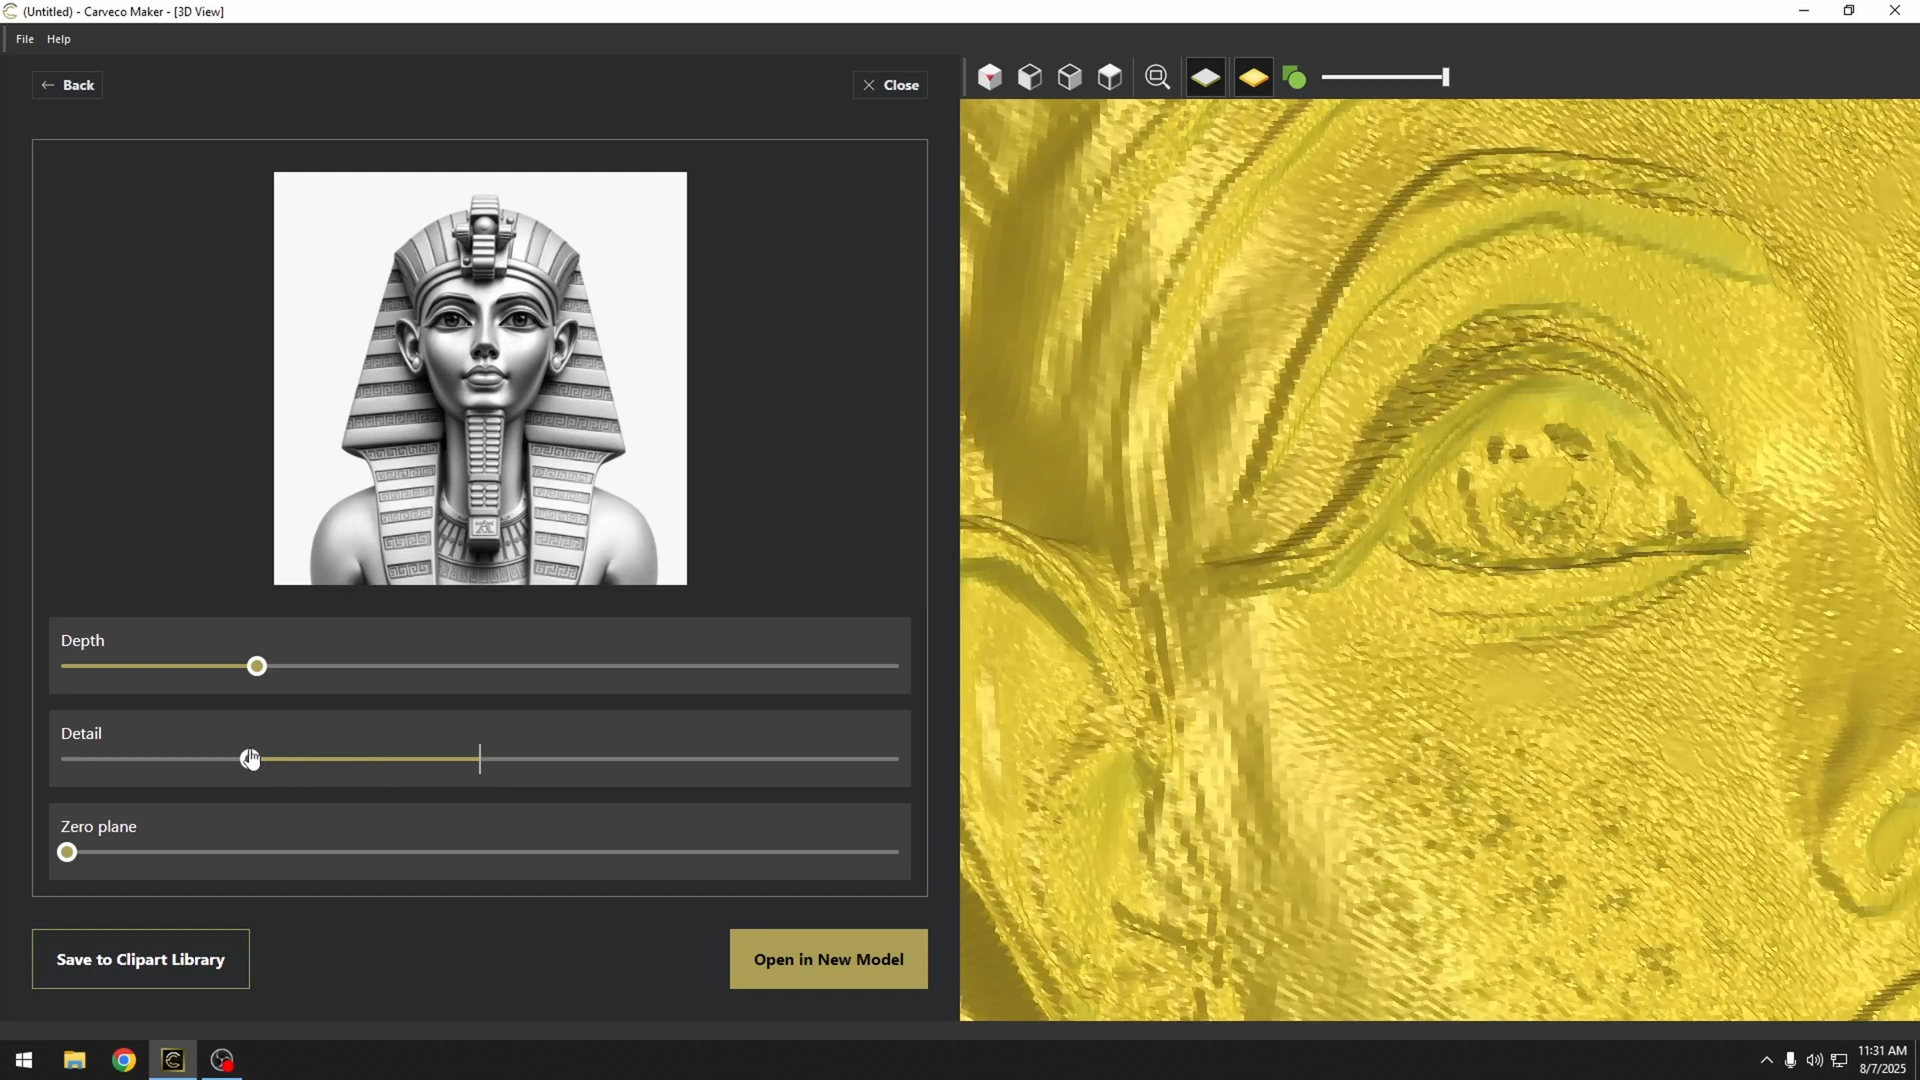 (Untitled) - Carveco Maker - [3D View]
File Help
Back
Close
Depth
Detail
Zero plane
Save to Clipart Library
Open in New Model
11:31 AM
8/7/2025